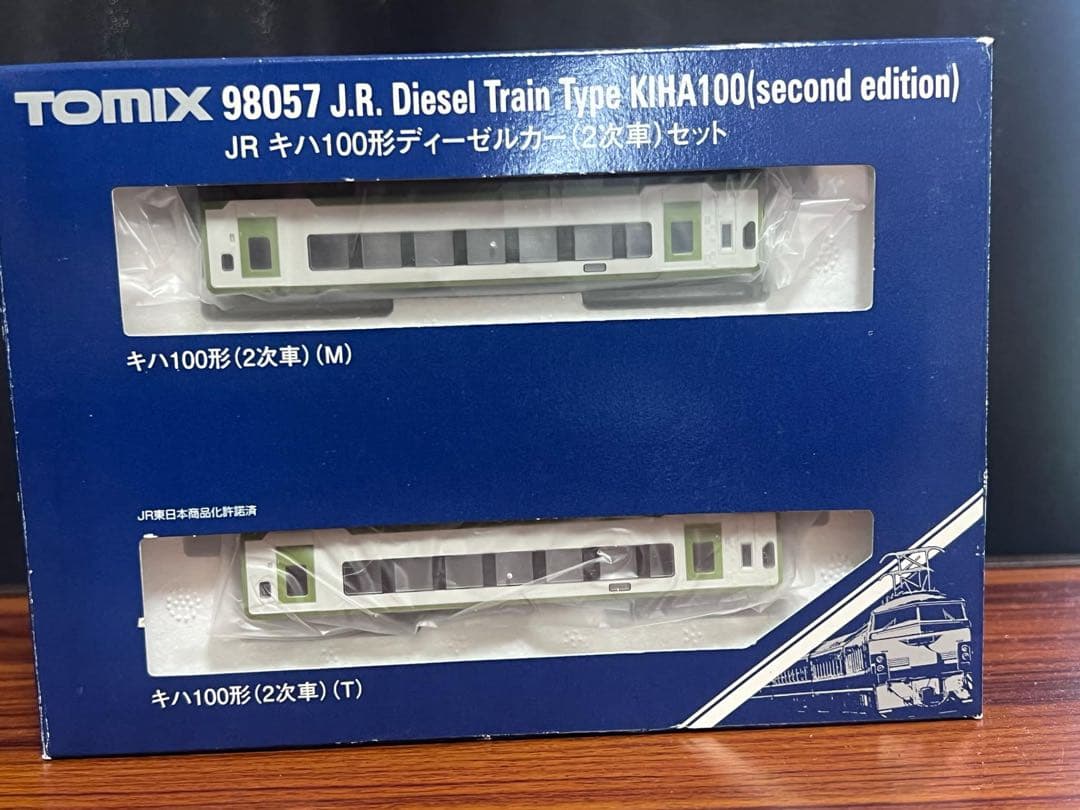 TOMIX 98057 J.R. Diesel Train Type KIHA100(second edition)
JR キハ100形ディーゼルカー(2次車)セット
キハ100形(2次車)(M)
JR東日本商品化許諾済
キハ100形(2次車)(T)